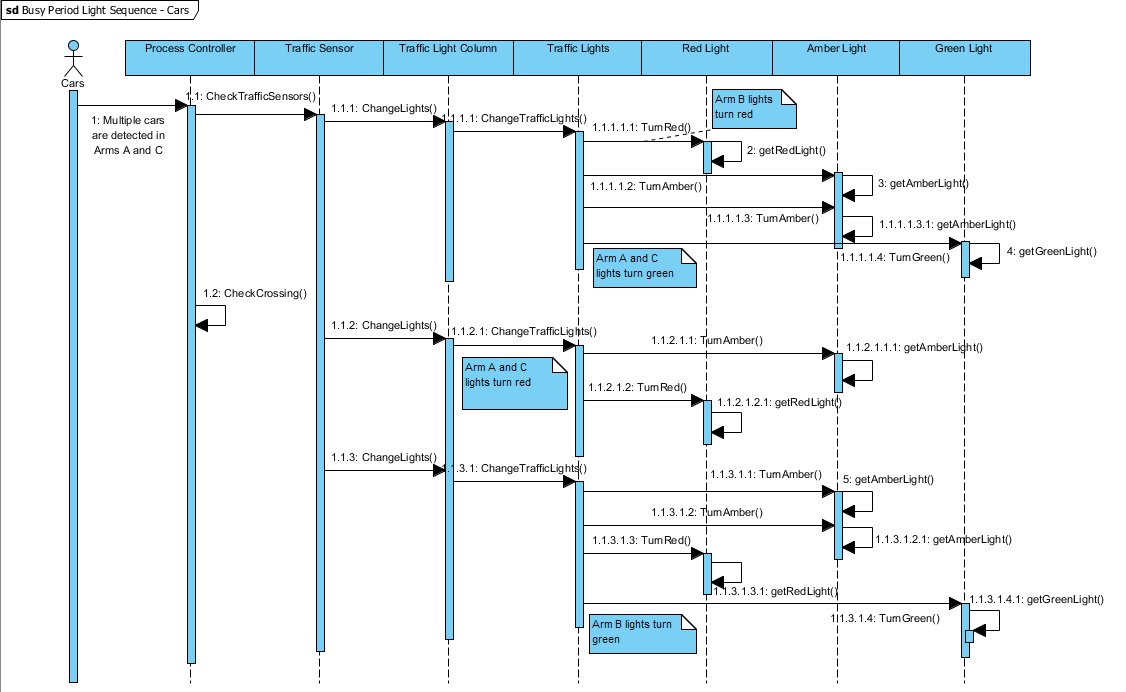 sd Busy Period Light Sequence - Cars
Process Controller
Traffic Sensor
Traffic Light Column
Traffic Lights
Red Light
Amber Light
Green Light
Cars
1: Multiple cars
are detected in
Arms A and C
1.1: CheckTrafficSensors()
1.1.1: ChangeLights()
1.1.1.1: ChangeTrafficLights()
Arm B lights
turn red
1.1.1.1.1: TurnRed()
2: getRedLight()
1.1.1.1.2: TurnAmber()
3: getAmberLight()
1.1.1.1.3: TurnAmber()
1.1.1.1.3.1: getAmberLight()
1.1.1.1.4: TurnGreen()
4: getGreenLight()
Arm A and C
lights turn green
1.2: CheckCrossing()
1.1.2: ChangeLights()
1.1.2.1: ChangeTrafficLights()
1.1.2.1.1: TurnAmber()
1.1.2.1.1.1: getAmberLight()
Arm A and C
lights turn red
1.1.2.1.2: TurnRed()
1.1.2.1.2.1: getRedLight()
1.1.3: ChangeLights()
1.1.3.1: ChangeTrafficLights()
1.1.3.1.1: TurnAmber()
5: getAmberLight()
1.1.3.1.2: TurnAmber()
1.1.3.1.2.1: getAmberLight()
1.1.3.1.3: TurnRed()
1.1.3.1.3.1: getRedLight()
1.1.3.1.4.1: getGreenLight()
1.1.3.1.4: TurnGreen()
Arm B lights turn
green